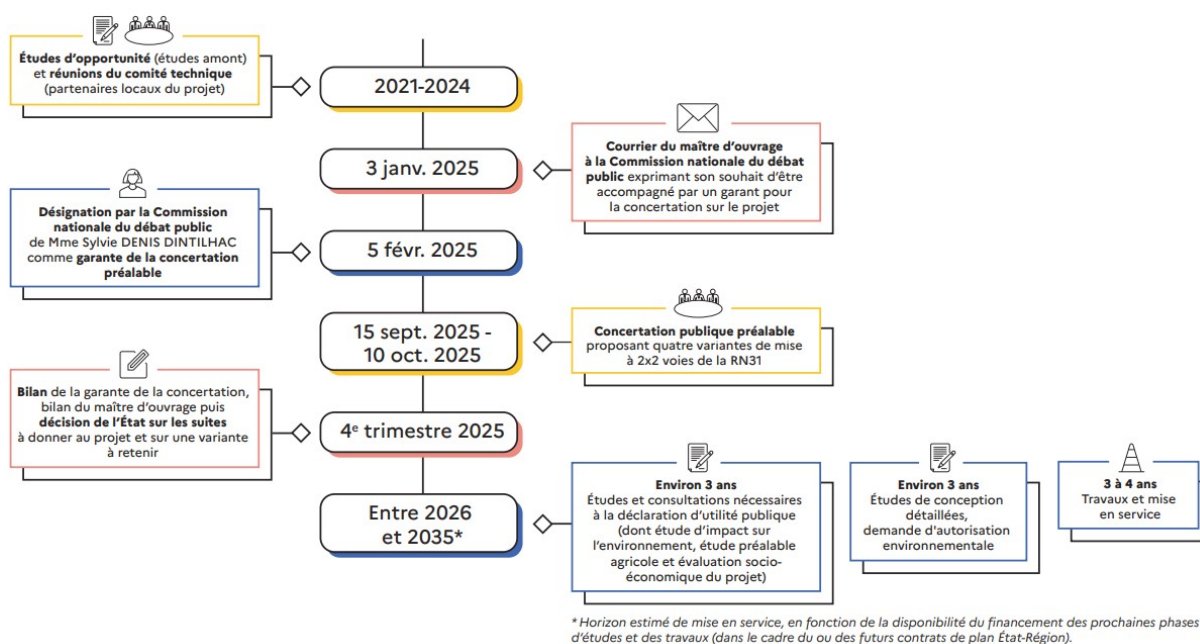 Études d'opportunité (études amont)
et réunions du comité technique
(partenaires locaux du projet)
2021-2024
3 janv. 2025
Courrier du maître d'ouvrage
à la Commission nationale du débat
public exprimant son souhait d'être
accompagné par un garant pour
la concertation sur le projet
Désignation par la Commission
nationale du débat public
de Mme Sylvie DENIS DINTILHAC
comme garante de la concertation
préalable
5 févr. 2025
15 sept. 2025 -
10 oct. 2025
Concertation publique préalable
proposant quatre variantes de mise
à 2x2 voies de la RN31
Bilan de la garante de la concertation,
bilan du maître d'ouvrage puis
décision de l'État sur les suites
à donner au projet et sur une variante
à retenir
4e trimestre 2025
Entre 2026
et 2035*
Environ 3 ans
Études et consultations nécessaires
à la déclaration d'utilité publique
(dont étude d'impact sur
l'environnement, étude préalable
agricole et évaluation socio-
économique du projet)
Environ 3 ans
Études de conception
détaillées,
demande d'autorisation
environnementale
3 à 4 ans
Travaux et mise
en service
* Horizon estimé de mise en service, en fonction de la disponibilité du financement des prochaines phases
d'études et des travaux (dans le cadre du ou des futurs contrats de plan État-Région).